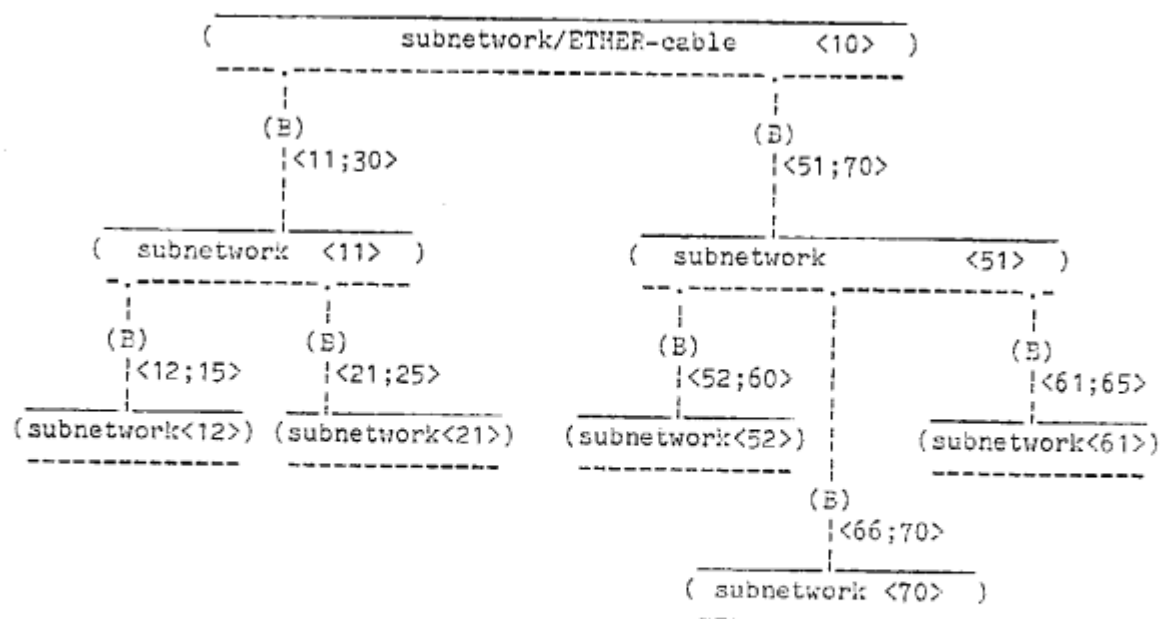 ( subnetwork/ETHER-cable <10> )
(B) (B)
<11;30> <51;70>
( subnetwork <11> ) ( subnetwork <51> )
(B) (B) (B) (B)
<12;15> <21;25> <52;60> <61;65>
(subnetwork<12>) (subnetwork<21>) (subnetwork<52>) (subnetwork<61>)
(B)
<66;70>
( subnetwork <70> )